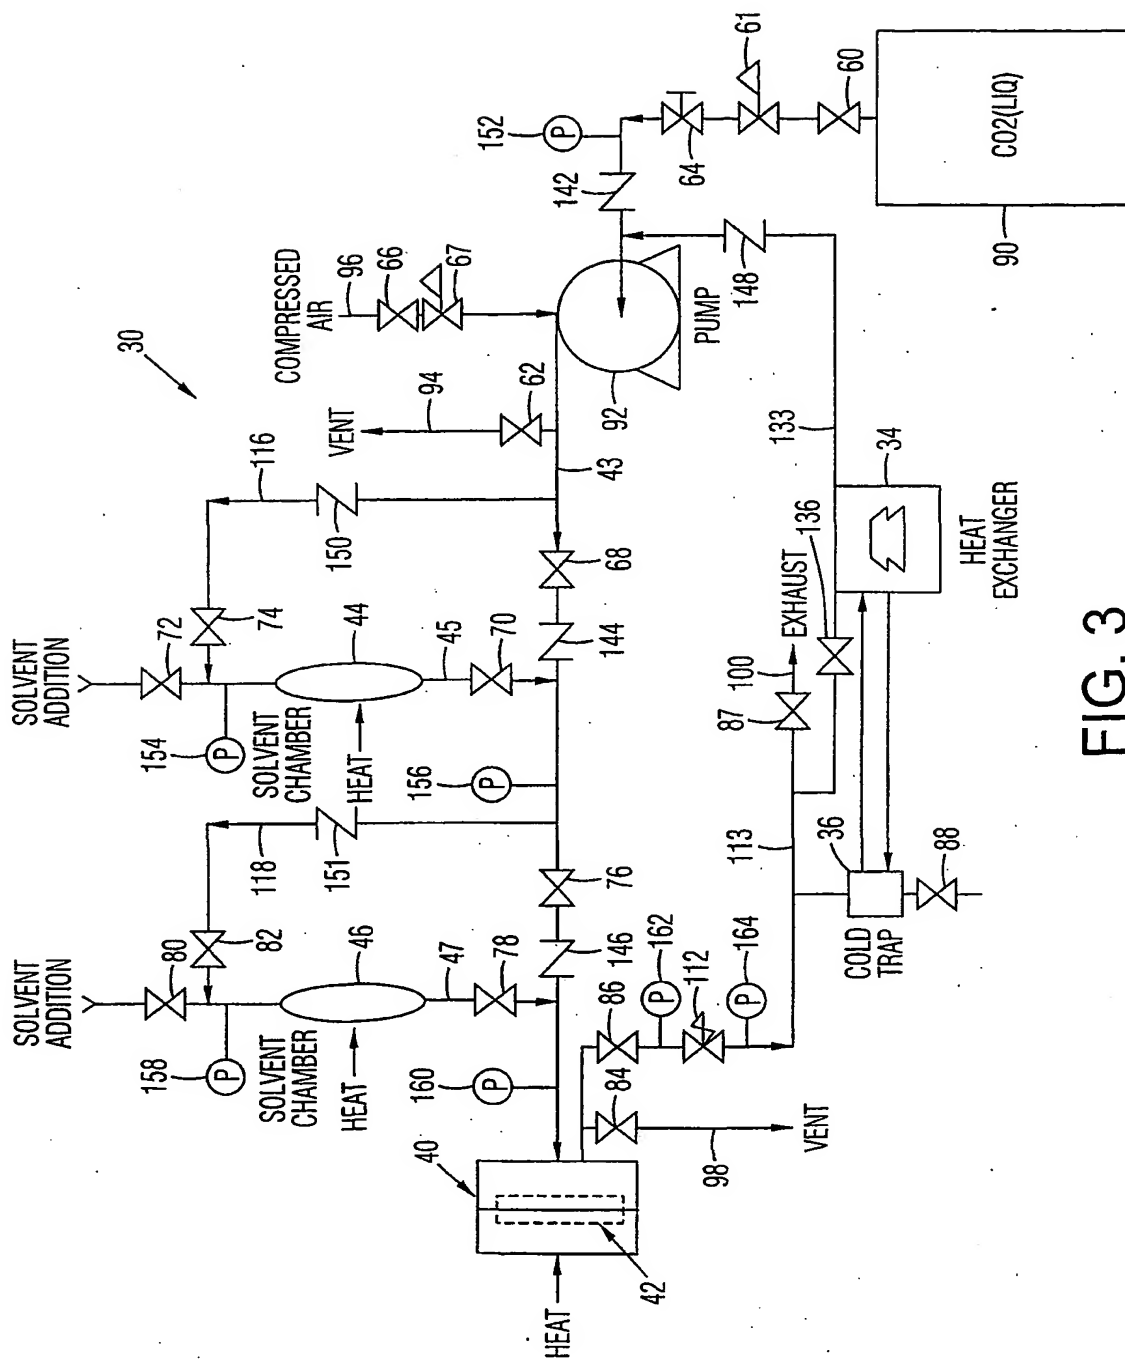 30
SOLVENT
ADDITION
80
82
158
P
SOLVENT
CHAMBER
HEAT
46
47
78
118
151
SOLVENT
ADDITION
72
74
154
P
SOLVENT
CHAMBER
HEAT
44
45
70
116
150
VENT
94
62
COMPRESSED
AIR
96
66
67
152
P
142
64
61
60
CO2(LIQ)
90
PUMP
92
148
43
68
144
156
P
76
146
160
P
40
42
HEAT
84
98
VENT
86
162
P
112
164
P
113
COLD
TRAP
36
88
87
100
EXHAUST
136
133
34
HEAT
EXCHANGER
FIG. 3